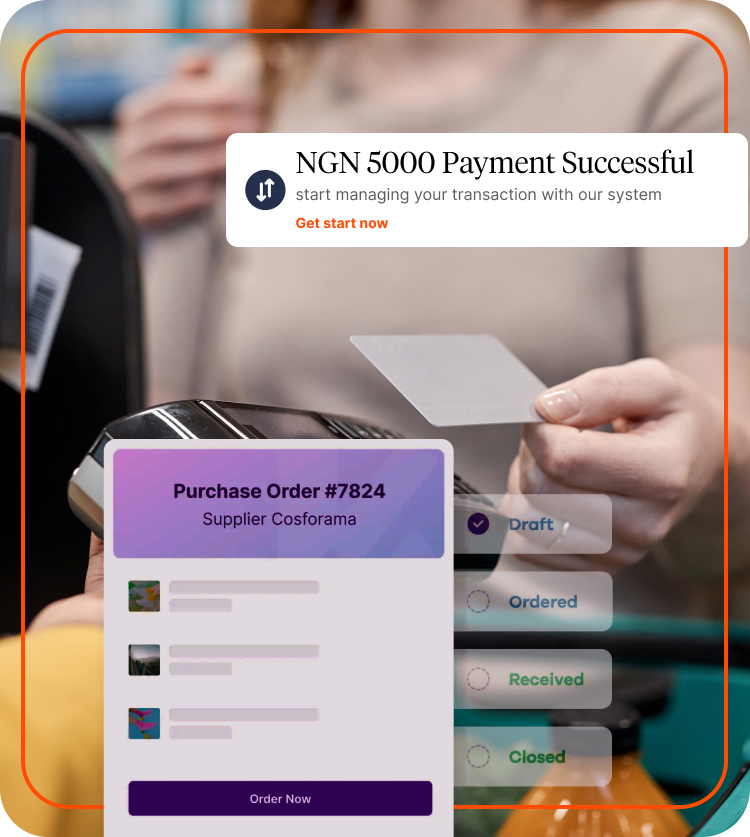 NGN 5000 Payment Successful
start managing your transaction with our system
Get start now
Purchase Order #7824
Supplier Cosforama
Draft
Ordered
Received
Closed
Order Now